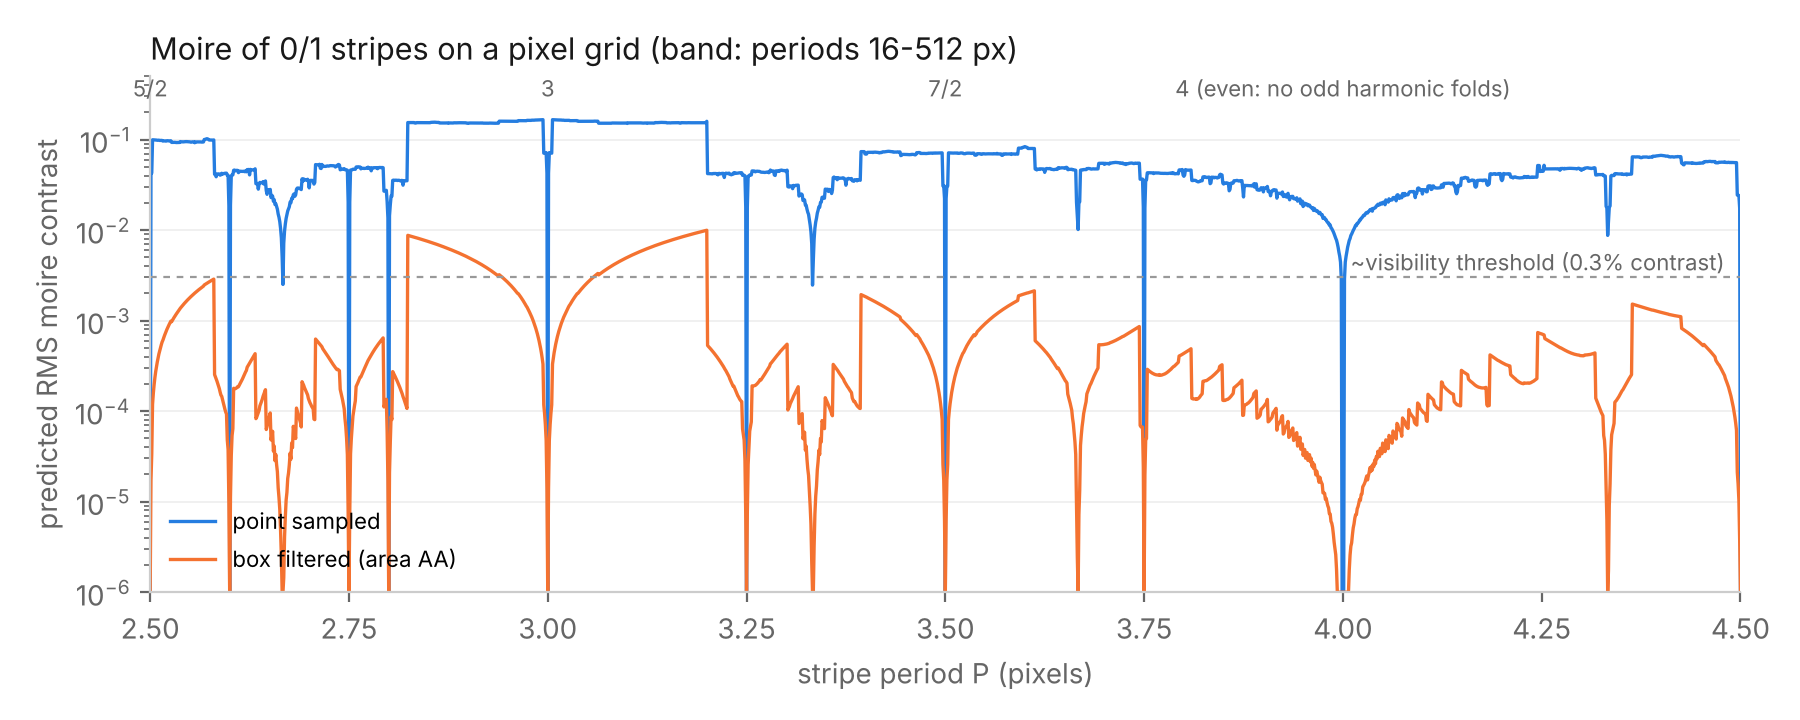 Moire of 0/1 stripes on a pixel grid (band: periods 16-512 px)
5/2
3
7/2
4 (even: no odd harmonic folds)
predicted RMS moire contrast
10⁻¹
10⁻²
10⁻³
10⁻⁴
10⁻⁵
10⁻⁶
~visibility threshold (0.3% contrast)
point sampled
box filtered (area AA)
2.50
2.75
3.00
3.25
3.50
3.75
4.00
4.25
4.50
stripe period P (pixels)